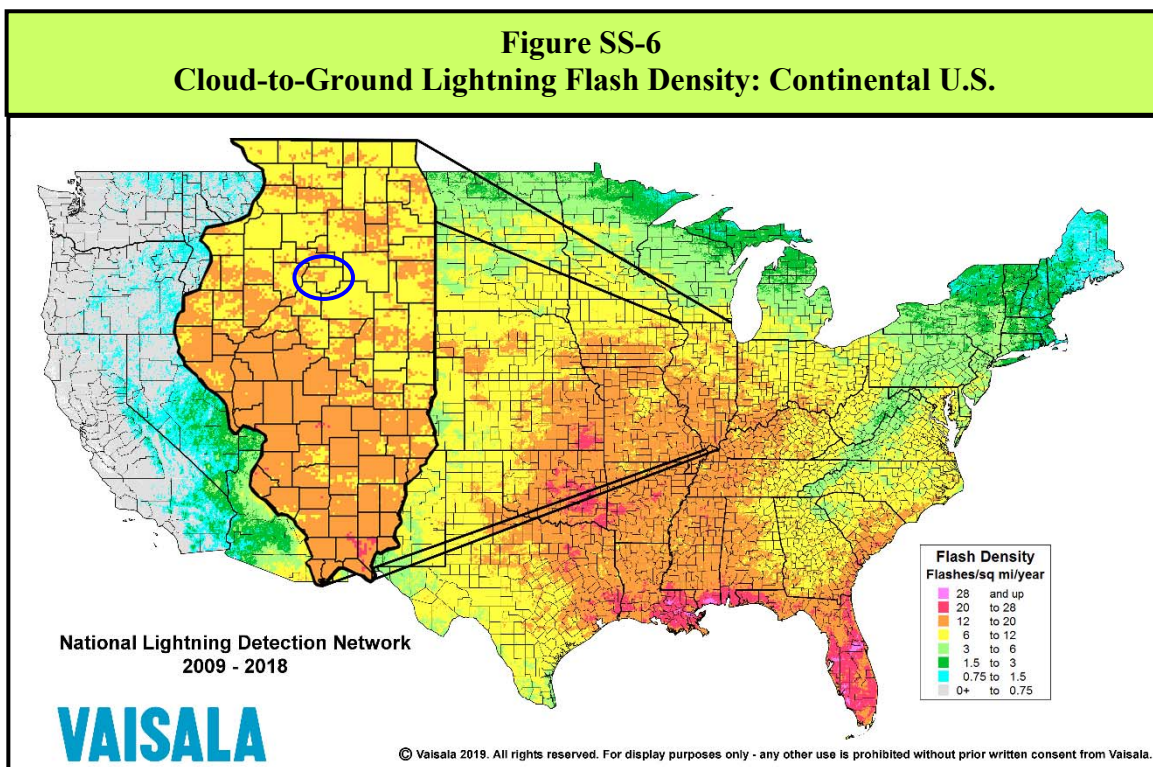 Figure SS-6
Cloud-to-Ground Lightning Flash Density: Continental U.S.
Flash Density
Flashes/sq mi/year
28 and up
20 to 28
12 to 20
6 to 12
3 to 6
1.5 to 3
0.75 to 1.5
0+ to 0.75
National Lightning Detection Network
2009 - 2018
VAISALA
© Vaisala 2019. All rights reserved. For display purposes only - any other use is prohibited without prior written consent from Vaisala.